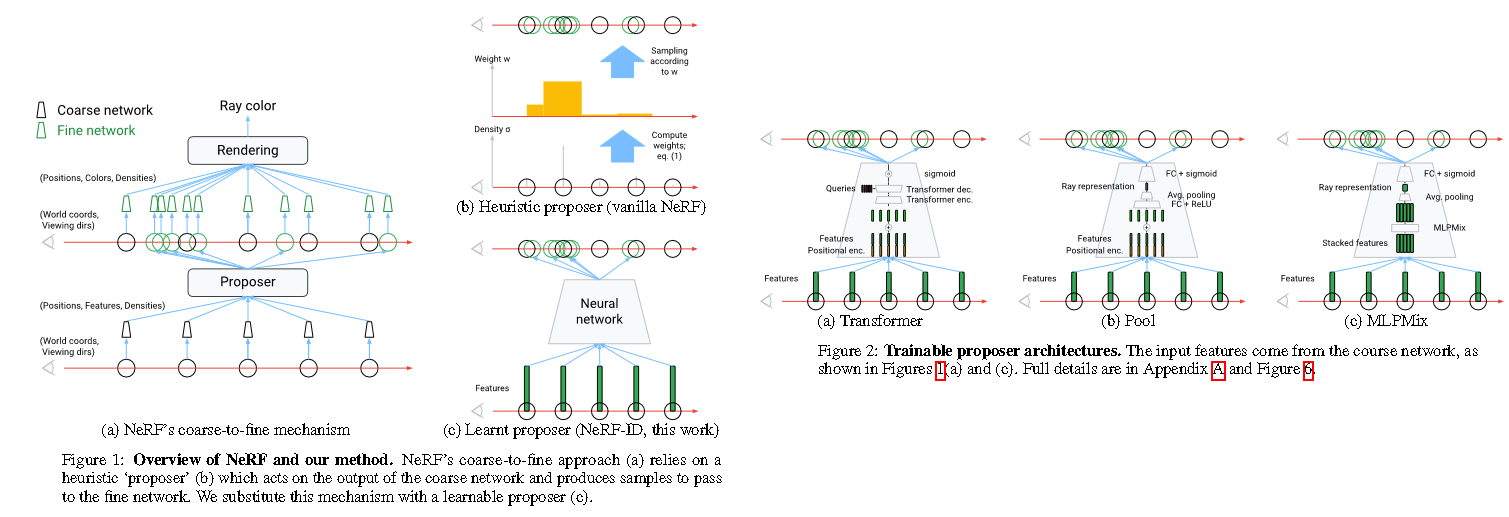 Coarse network
Fine network
Ray color
Rendering
(Positions, Colors, Densities)
(World coords,
Viewing dirs)
Proposer
(Positions, Features, Densities)
(World coords,
Viewing dirs)
(a) NeRF's coarse-to-fine mechanism
Sampling
according
to w
Weight w
Density σ
Compute
weights;
eq. (1)
(b) Heuristic proposer (vanilla NeRF)
Neural
network
Features
(c) Learnt proposer (NeRF-ID, this work)
Figure 1: Overview of NeRF and our method. NeRF's coarse-to-fine approach (a) relies on a
heuristic 'proposer' (b) which acts on the output of the coarse network and produces samples to pass
to the fine network. We substitute this mechanism with a learnable proposer (c).
sigmoid
Queries
Transformer dec.
Transformer enc.
Features
Positional enc.
Features
(a) Transformer
FC + sigmoid
Ray representation
Avg. pooling
FC + ReLU
Features
Positional enc.
Features
(b) Pool
FC + sigmoid
Ray representation
Avg. pooling
MLPMix
Stacked features
Features
(c) MLPMix
Figure 2: Trainable proposer architectures. The input features come from the course network, as
shown in Figures 1(a) and (c). Full details are in Appendix A and Figure 6.